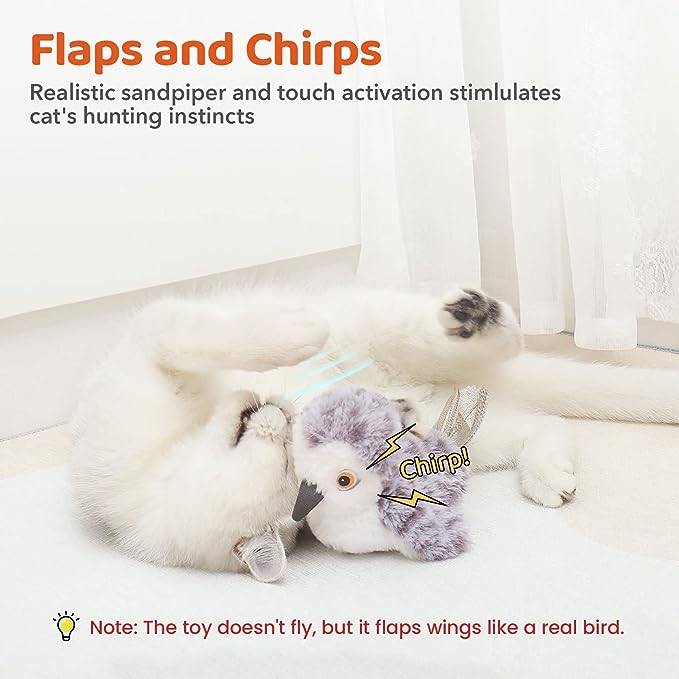 Flaps and Chirps
Realistic sandpiper and touch activation stimlulates
cat's hunting instincts
Chirp!
Note: The toy doesn't fly, but it flaps wings like a real bird.